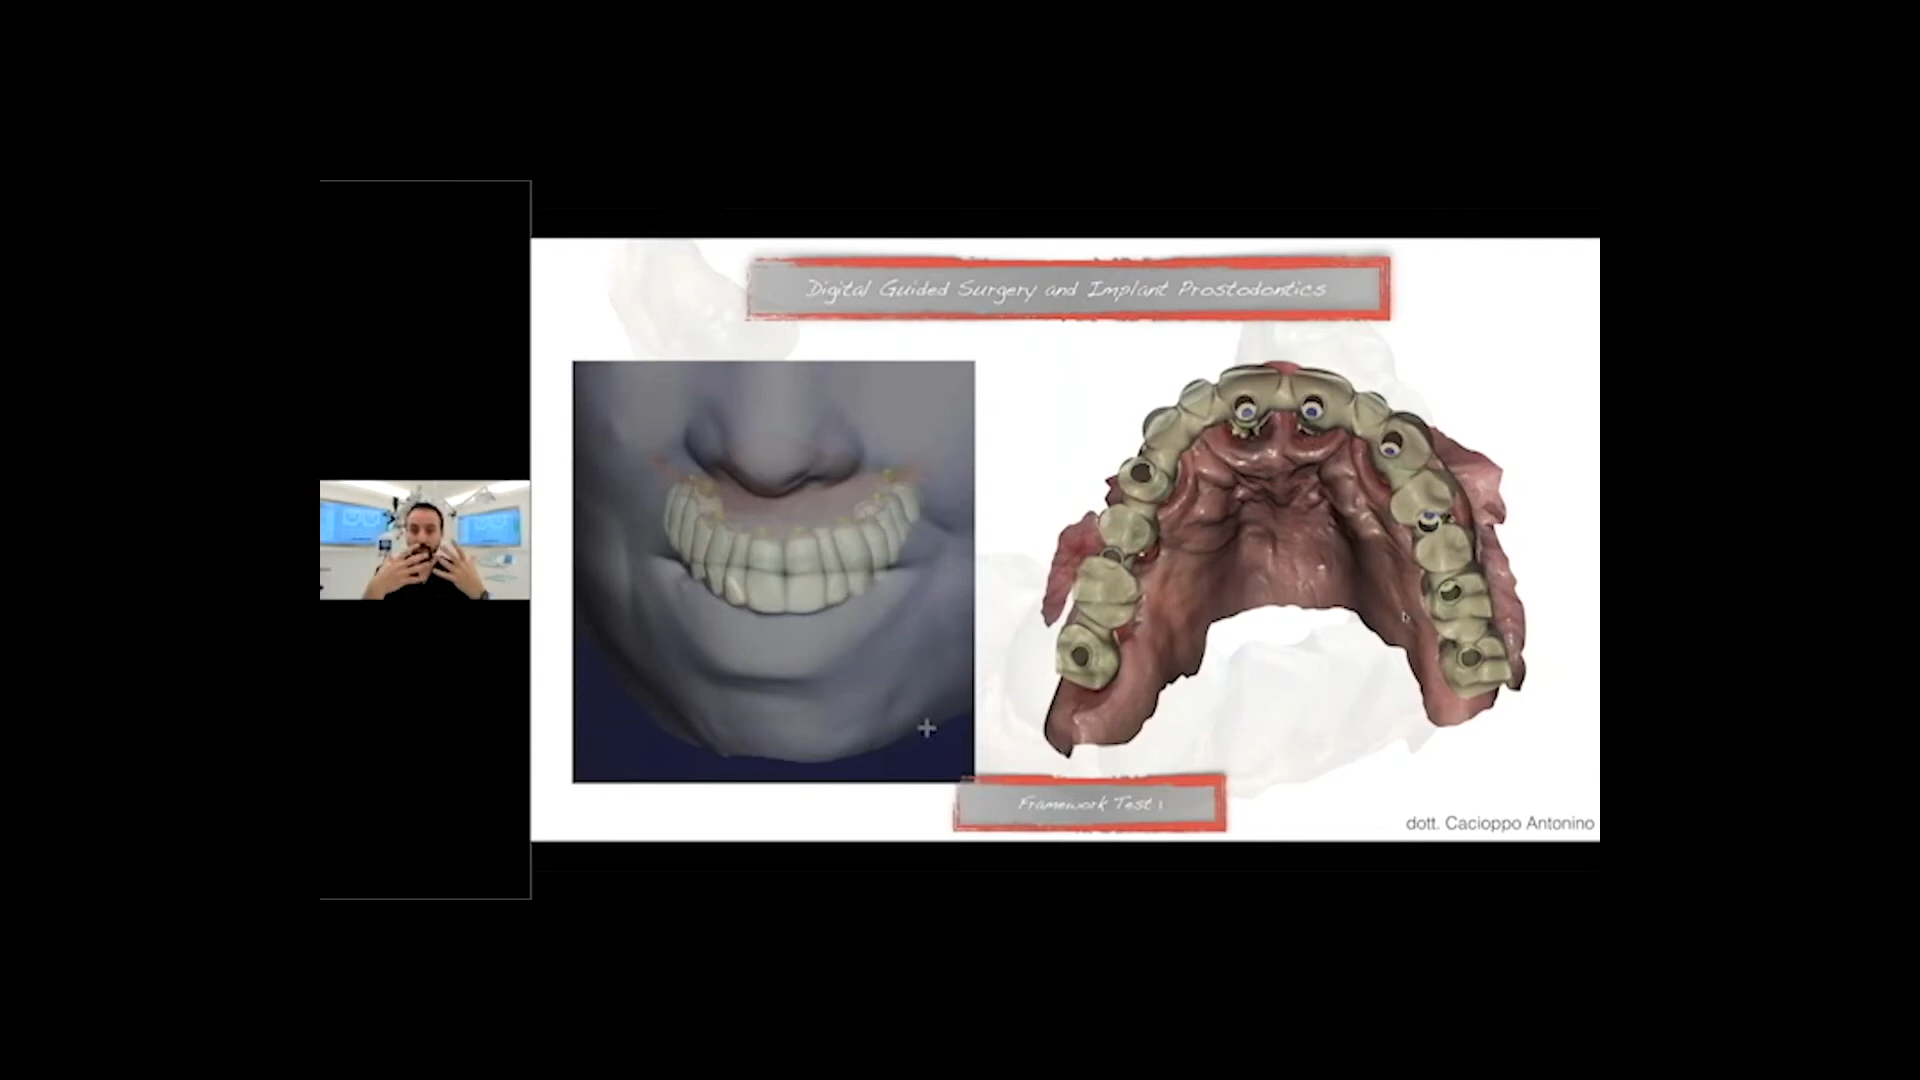 Digital Guided Surgery and Implant Prostodontics
Framework Test 1
dott. Cacioppo Antonino